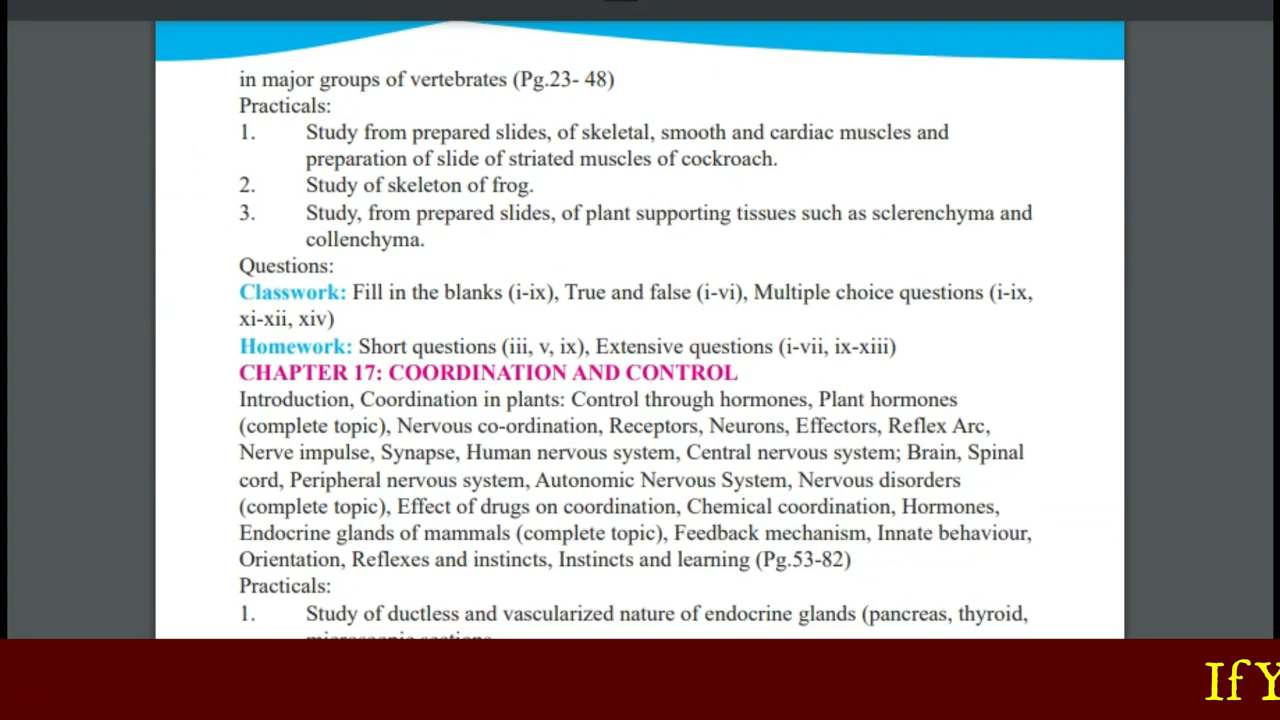 in major groups of vertebrates (Pg.23- 48)
Practicals:
1. Study from prepared slides, of skeletal, smooth and cardiac muscles and
preparation of slide of striated muscles of cockroach.
2. Study of skeleton of frog.
3. Study, from prepared slides, of plant supporting tissues such as sclerenchyma and
collenchyma.
Questions:
Classwork: Fill in the blanks (i-ix), True and false (i-vi), Multiple choice questions (i-ix,
xi-xii, xiv)
Homework: Short questions (iii, v, ix), Extensive questions (i-vii, ix-xiii)
CHAPTER 17: COORDINATION AND CONTROL
Introduction, Coordination in plants: Control through hormones, Plant hormones
(complete topic), Nervous co-ordination, Receptors, Neurons, Effectors, Reflex Arc,
Nerve impulse, Synapse, Human nervous system, Central nervous system; Brain, Spinal
cord, Peripheral nervous system, Autonomic Nervous System, Nervous disorders
(complete topic), Effect of drugs on coordination, Chemical coordination, Hormones,
Endocrine glands of mammals (complete topic), Feedback mechanism, Innate behaviour,
Orientation, Reflexes and instincts, Instincts and learning (Pg.53-82)
Practicals:
1. Study of ductless and vascularized nature of endocrine glands (pancreas, thyroid,
If